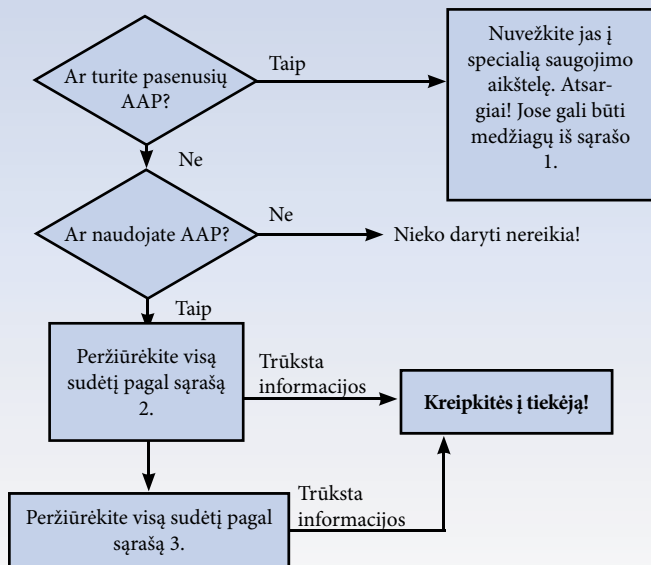 Ar turite pasenusių
AAP?
Taip
Nuvežkite jas į
specialią saugojimo
aikštelę. Atsar-
giai! Jose gali būti
medžiagų iš sąrašo
1.
Ne
Ar naudojate AAP?
Ne
Nieko daryti nereikia!
Taip
Peržiūrėkite visą
sudėtį pagal sąrašą
2.
Trūksta
informacijos
Kreipkitės į tiekėją!
Peržiūrėkite visą sudėtį pagal
sąrašą 3.
Trūksta
informacijos